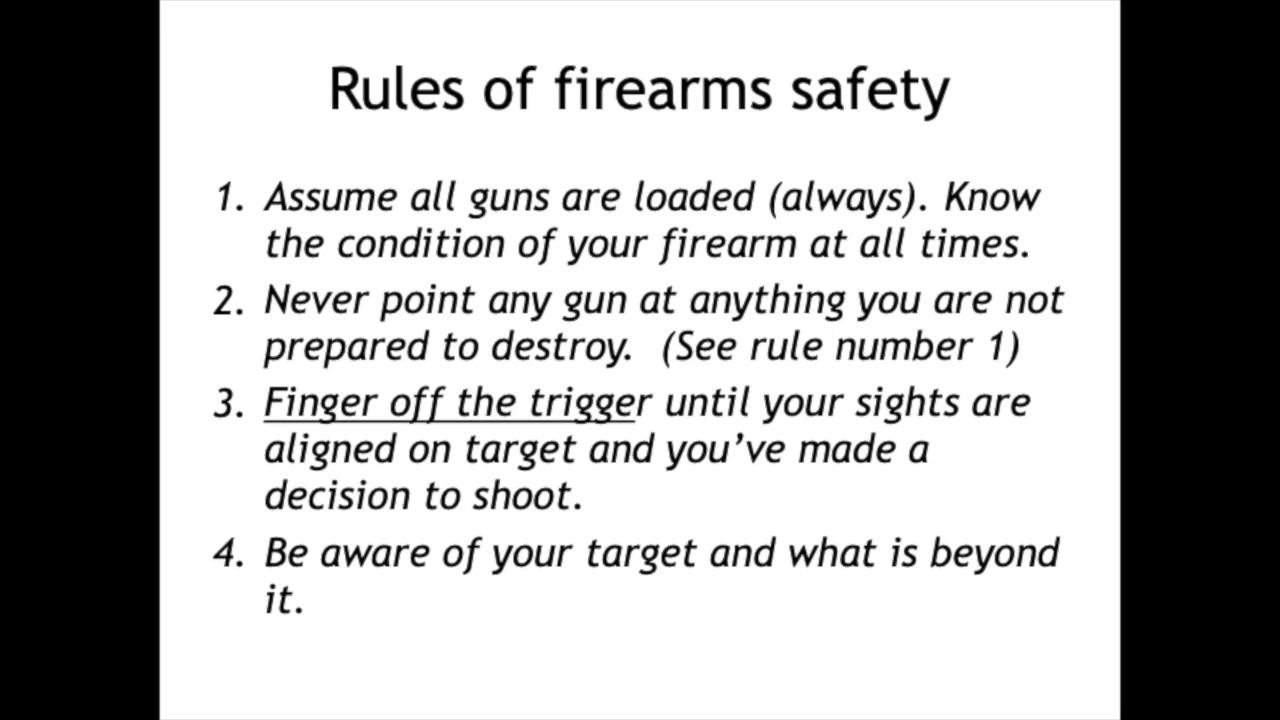 Rules of firearms safety
1. Assume all guns are loaded (always). Know
the condition of your firearm at all times.
2. Never point any gun at anything you are not
prepared to destroy.  (See rule number 1)
3. Finger off the trigger until your sights are
aligned on target and you’ve made a
decision to shoot.
4. Be aware of your target and what is beyond
it.